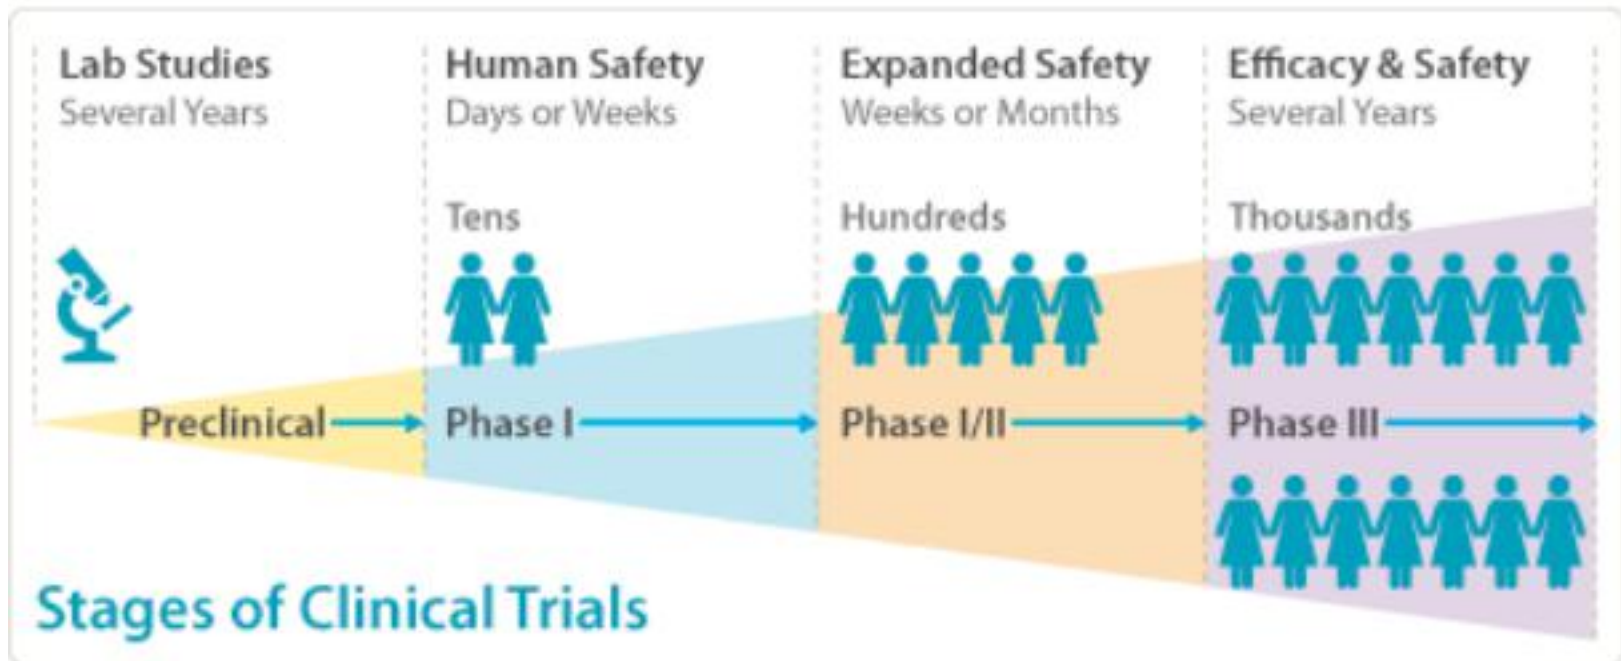 Lab Studies
Several Years
Human Safety
Days or Weeks
Expanded Safety
Weeks or Months
Efficacy & Safety
Several Years
Tens
Hundreds
Thousands
Preclinical
Phase I
Phase I/II
Phase III
Stages of Clinical Trials